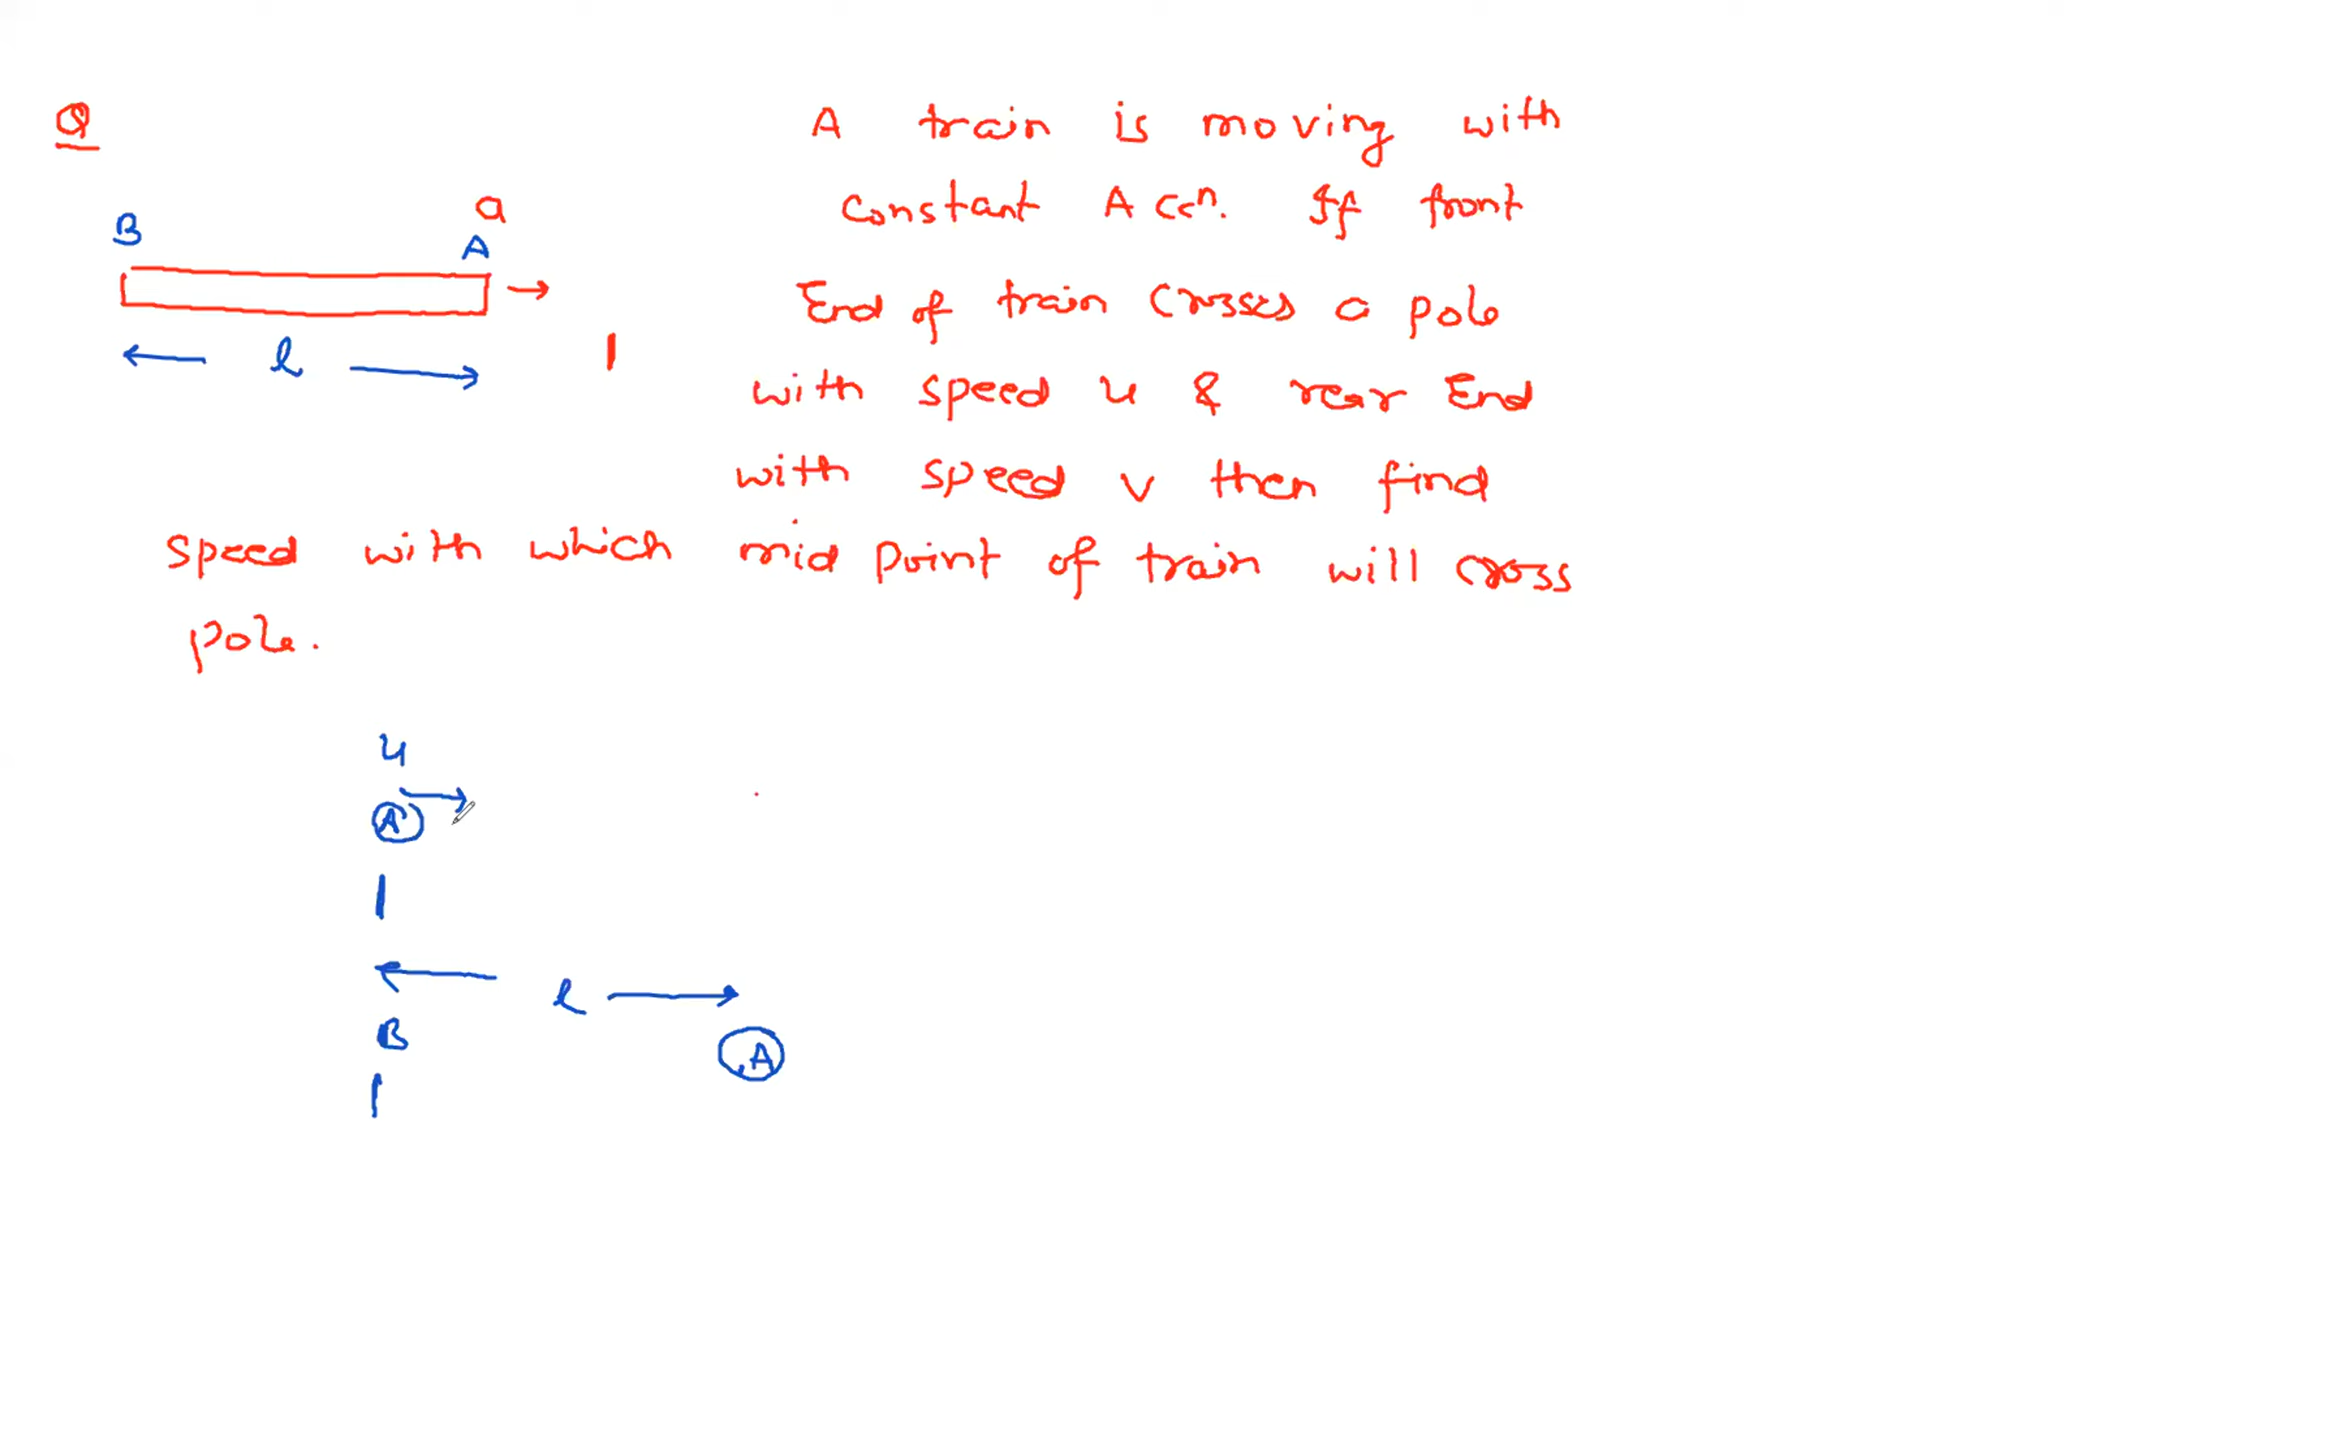 Q
A train is moving with
constant Accn. If front
End of train crosses a pole
with speed u & rear End
with speed v then find
speed with which mid point of train will cross
pole.
a
B A
l
u
A
l
B
A